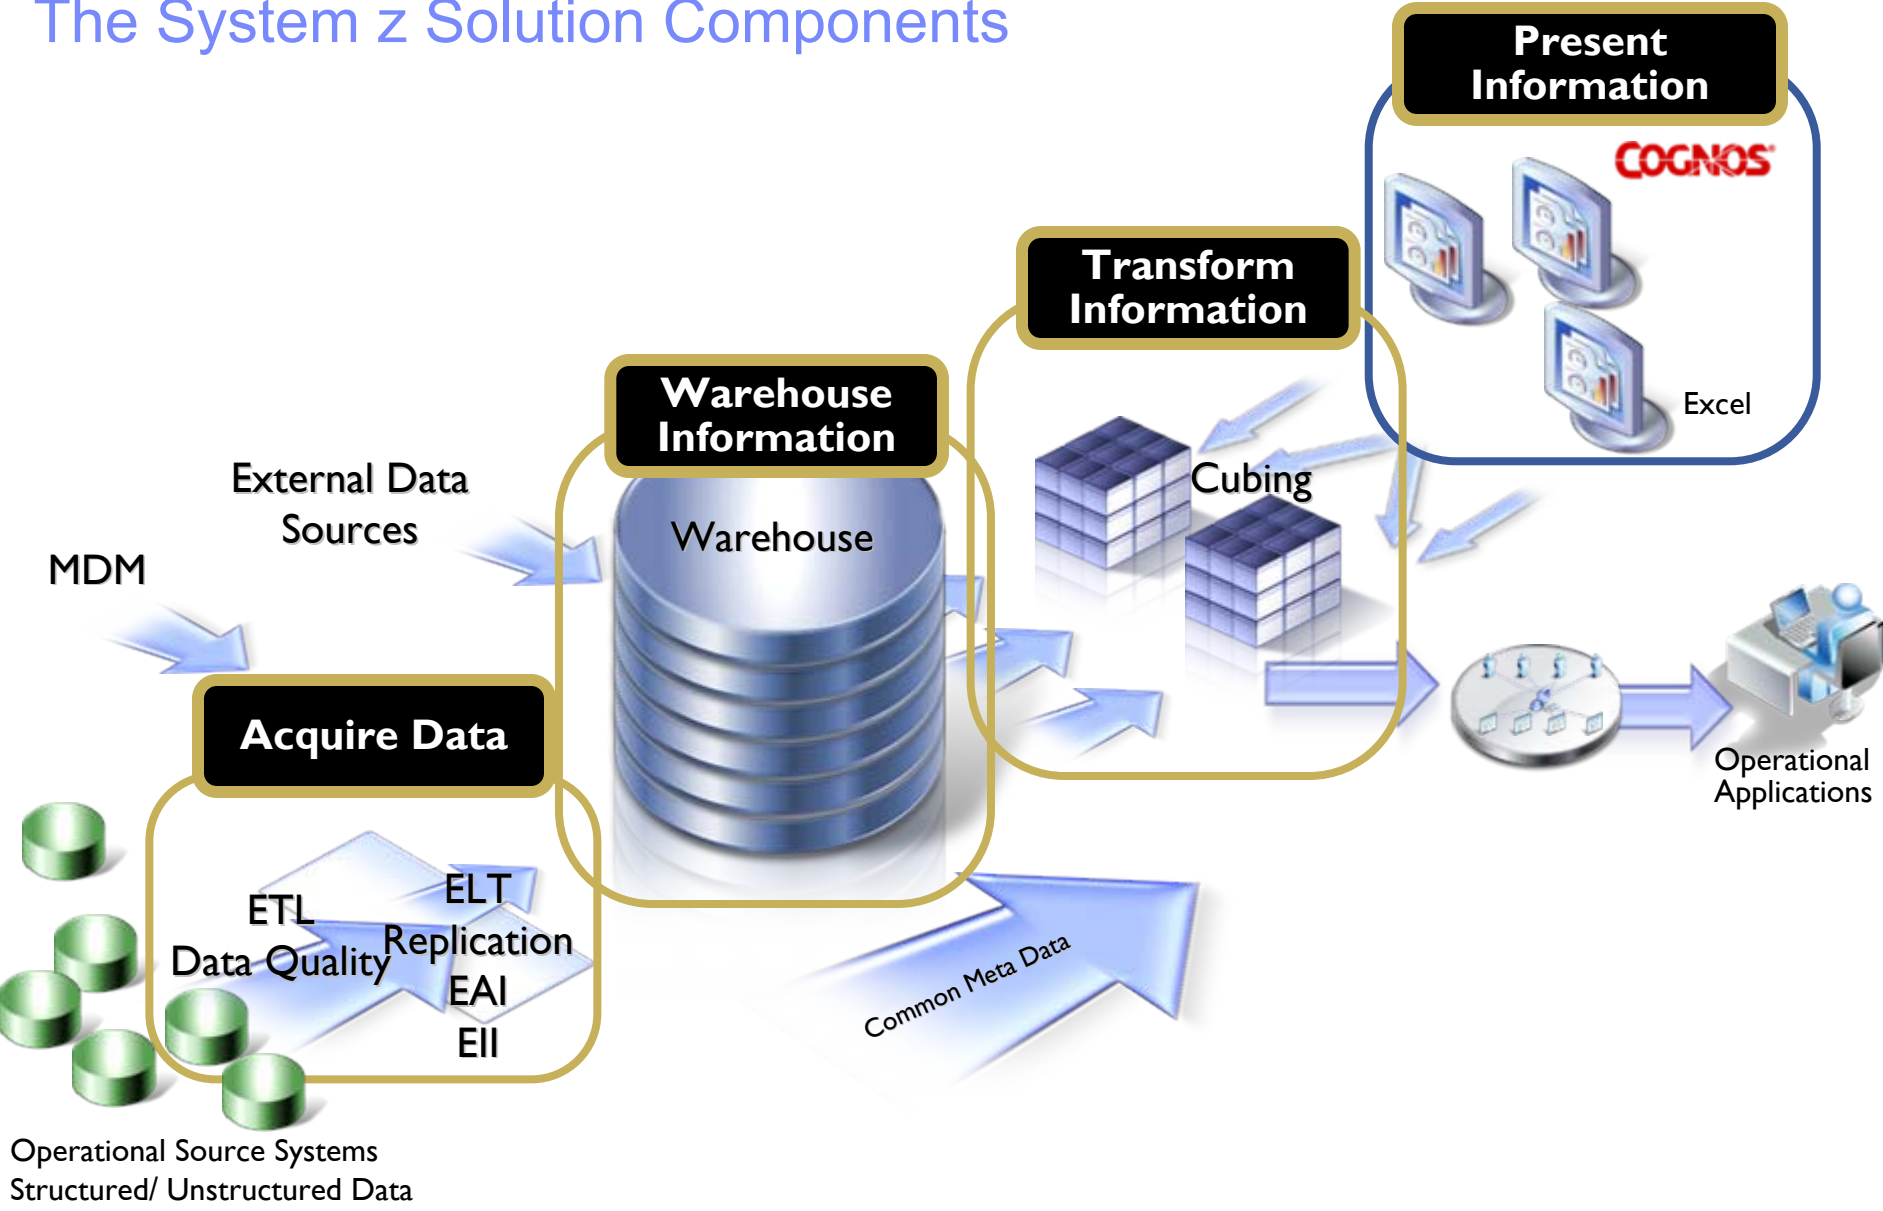 The System z Solution Components
Present
Information
COGNOS
Excel
Transform
Information
Cubing
Warehouse
Information
Warehouse
External Data
Sources
MDM
Acquire Data
ETL
Data Quality
ELT
Replication
EAI
EII
Common Meta Data
Operational
Applications
Operational Source Systems
Structured/ Unstructured Data